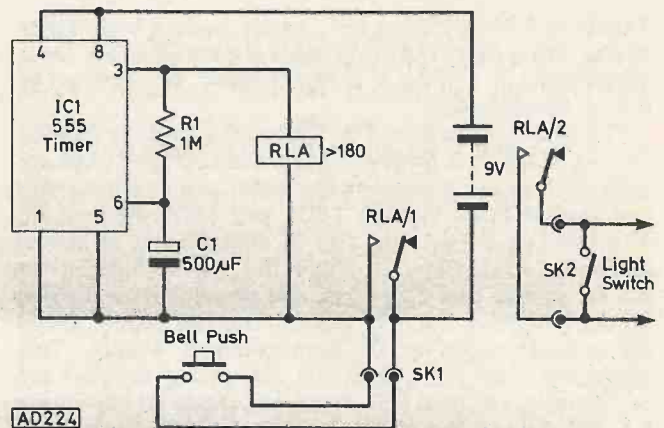 4
8
3
IC1
555
Timer
R1
1M
RLA
>180
6
1
5
C1
500μF
RLA/1
9V
RLA/2
SK2
Light
Switch
Bell Push
SK1
AD224